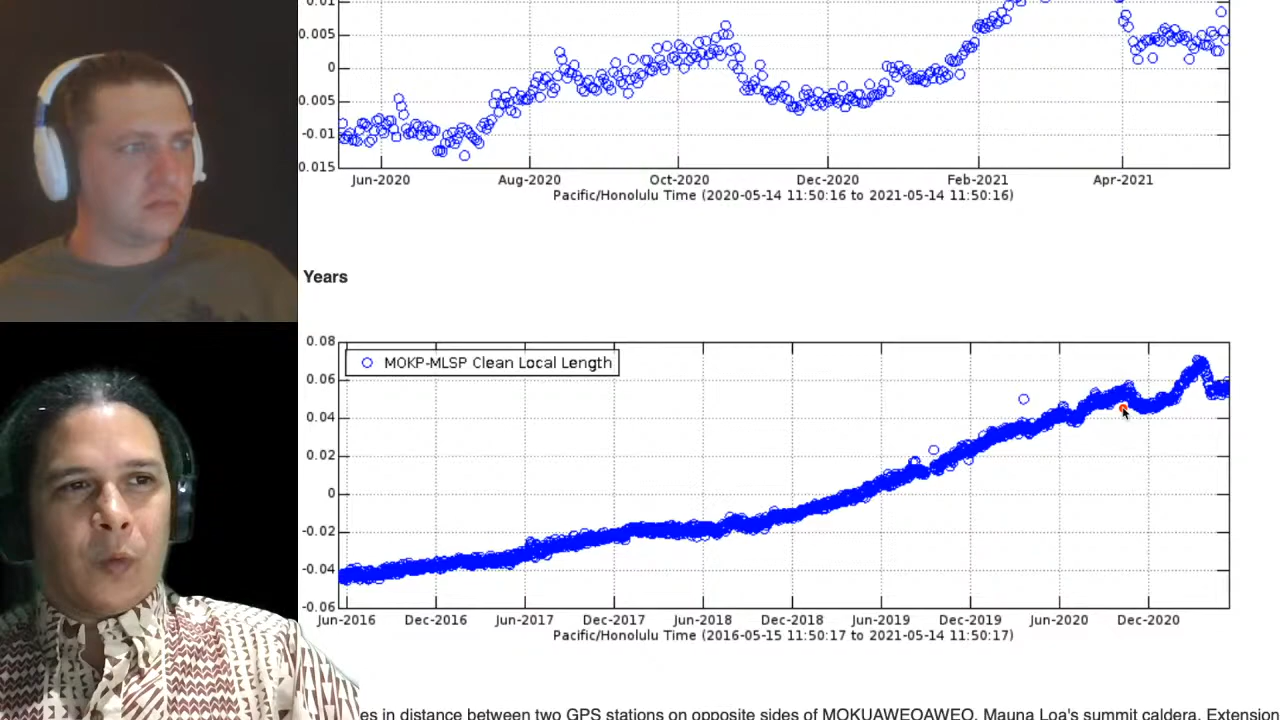 0.01
0.005
0
0.005
-0.01
0.015
Jun-2020 Aug-2020 Oct-2020 Dec-2020 Feb-2021 Apr-2021
Pacific/Honolulu Time (2020-05-14 11:50:16 to 2021-05-14 11:50:16)
Years
0.08
MOKP-MLSP Clean Local Length
0.06
0.04
0.02
0
-0.02
-0.04
-0.06
Jun-2016 Dec-2016 Jun-2017 Dec-2017 Jun-2018 Dec-2018 Jun-2019 Dec-2019 Jun-2020 Dec-2020
Pacific/Honolulu Time (2016-05-15 11:50:17 to 2021-05-14 11:50:17)
es in distance between two GPS stations on opposite sides of MOKUAWEOAWEO, Mauna Loa's summit caldera. Extension